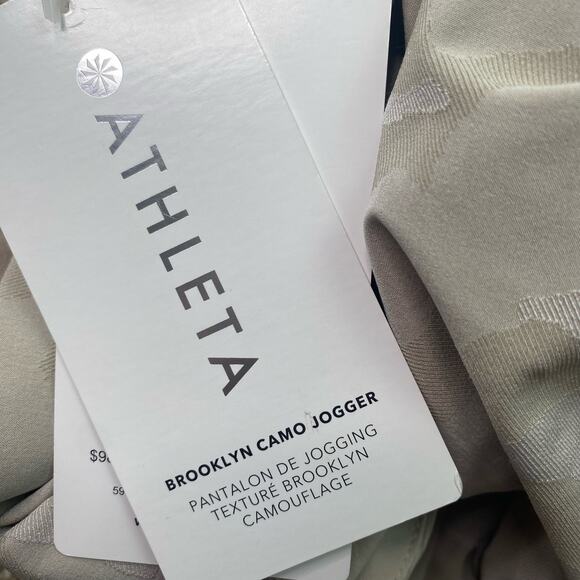 ATHLETA
BROOKLYN CAMO JOGGER
PANTALON DE JOGGING
TEXTURÉ BROOKLYN
CAMOUFLAGE